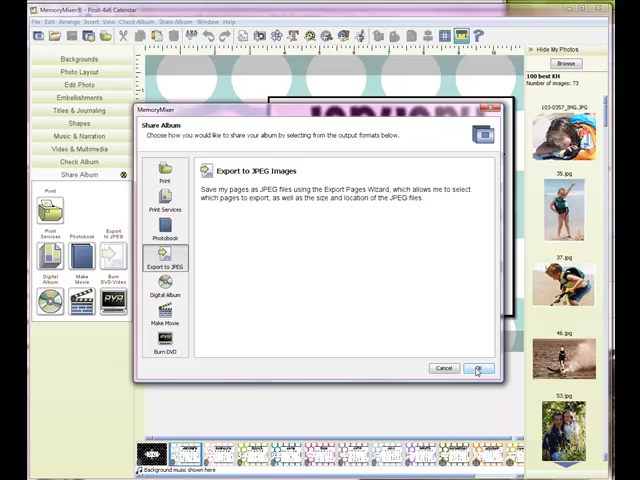 MemoryMixer® - Posh 4x6 Calendar
File Edit Arrange Insert View Check Album Share Album Window Help
Hide My Photos
Browse
100 best KH
Number of images: 73
103-0357_IMG.JPG
35.jpg
37.jpg
46.jpg
53.jpg
Backgrounds
Photo Layout
Edit Photo
Embellishments
Titles & Journaling
Shapes
Music & Narration
Video & Multimedia
Check Album
Share Album
Print
Print Services
Photobook
Export to JPEG
Digital Album
Make Movie
Burn DVD-Video
MemoryMixer
Share Album
Choose how you would like to share your album by selecting from the output formats below.
Print
Print Services
Photobook
Export to JPEG
Digital Album
Make Movie
Burn DVD
Export to JPEG Images
Save my pages as JPEG files using the Export Pages Wizard, which allows me to select
which pages to export, as well as the size and location of the JPEG files.
Cancel
OK
Background music shown here